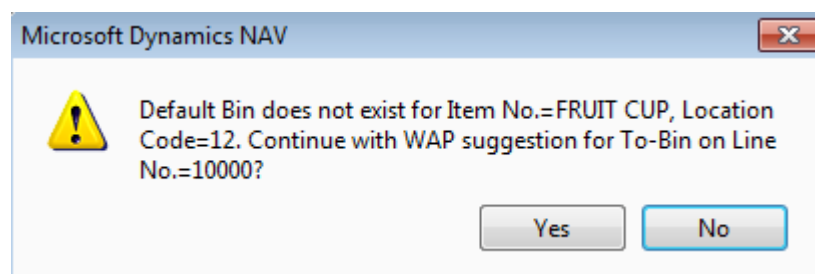 Microsoft Dynamics NAV
Default Bin does not exist for Item No.=FRUIT CUP, Location
Code=12. Continue with WAP suggestion for To-Bin on Line
No.=10000?
Yes No